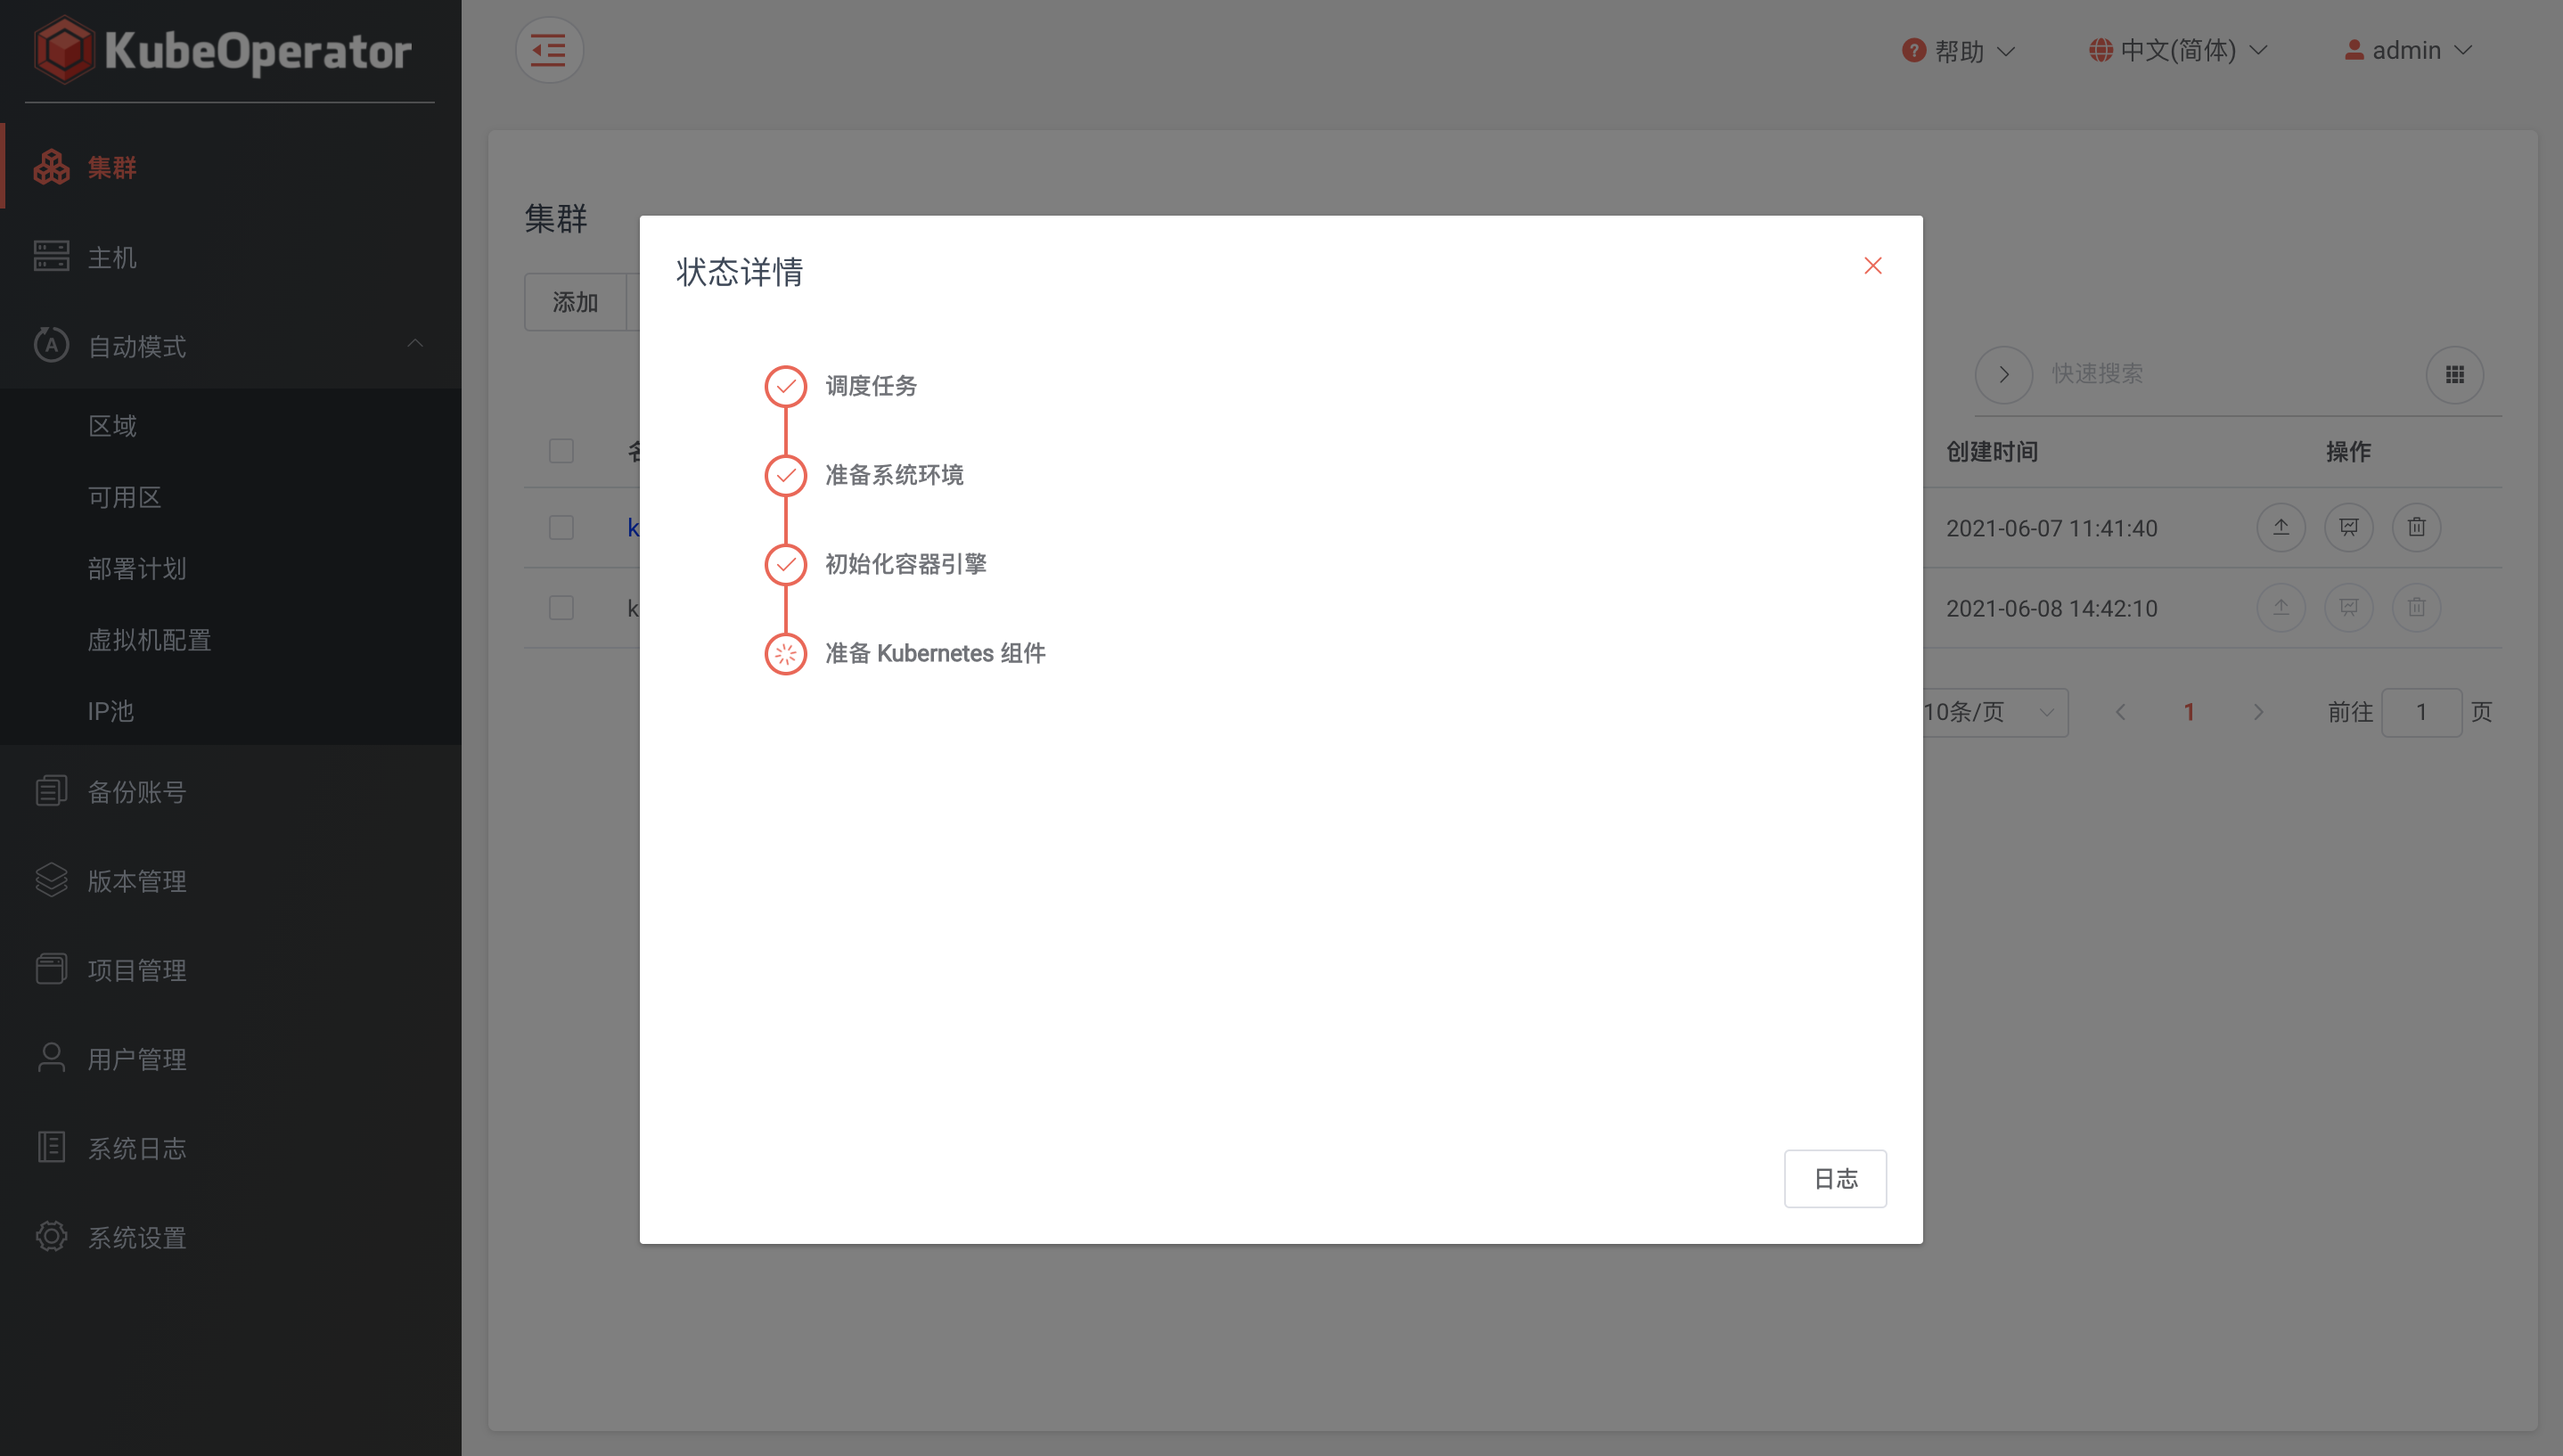 KubeOperator
帮助
中文(简体)
admin
集群
主机
自动模式
区域
可用区
部署计划
虚拟机配置
IP池
备份账号
版本管理
项目管理
用户管理
系统日志
系统设置
集群
添加
快速搜索
创建时间
操作
k
2021-06-07 11:41:40
k
2021-06-08 14:42:10
10条/页
1
前往
1
页
状态详情
调度任务
准备系统环境
初始化容器引擎
准备 Kubernetes 组件
日志